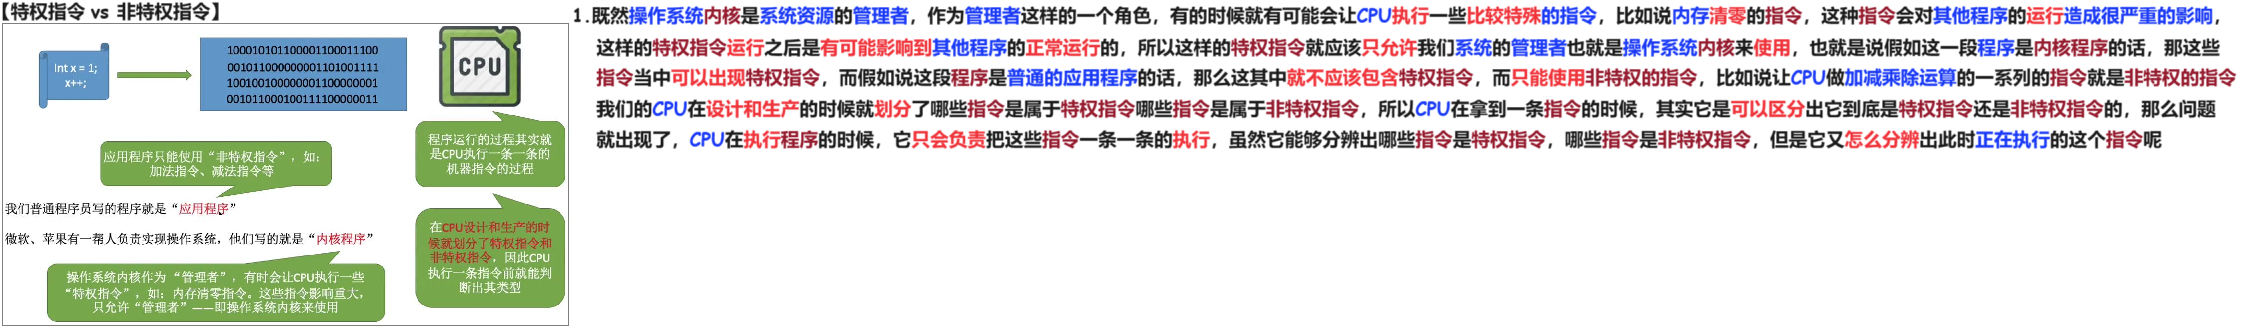 【特权指令 vs 非特权指令】
Int x = 1;
x++;
100010101100001100011100
001011000000001101001111
100100100000001100000001
001011000100111100000011
CPU
程序运行的过程其实就
是CPU执行一条一条的
机器指令的过程
应用程序只能使用“非特权指令”，如：
加法指令、减法指令等
我们普通程序员写的程序就是“应用程序”
微软、苹果有一帮人负责实现操作系统，他们写的就是“内核程序”
在CPU设计和生产的时
候就划分了特权指令和
非特权指令，因此CPU
执行一条指令前就能判
断出其类型
操作系统内核作为“管理者”，有时会让CPU执行一些
“特权指令”，如：内存清零指令。这些指令影响重大，
只允许“管理者”——即操作系统内核来使用
1.既然操作系统内核是系统资源的管理者，作为管理者这样的一个角色，有的时候就有可能会让CPU执行一些比较特殊的指令，比如说内存清零的指令，这种指令会对其他程序的运行造成很严重的影响，
这样的特权指令运行之后是有可能影响到其他程序的正常运行的，所以这样的特权指令就应该只允许我们系统的管理者也就是操作系统内核来使用，也就是说假如这一段程序是内核程序的话，那这些
指令当中可以出现特权指令，而假如说这段程序是普通的应用程序的话，那么这其中就不应该包含特权指令，而只能使用非特权的指令，比如说让CPU做加减乘除运算的一系列的指令就是非特权的指令
我们的CPU在设计和生产的时候就划分了哪些指令是属于特权指令哪些指令是属于非特权指令，所以CPU在拿到一条指令的时候，其实它是可以区分出它到底是特权指令还是非特权指令的，那么问题
就出现了，CPU在执行程序的时候，它只会负责把这些指令一条一条的执行，虽然它能够分辨出哪些指令是特权指令，哪些指令是非特权指令，但是它又怎么分辨出此时正在执行的这个指令呢